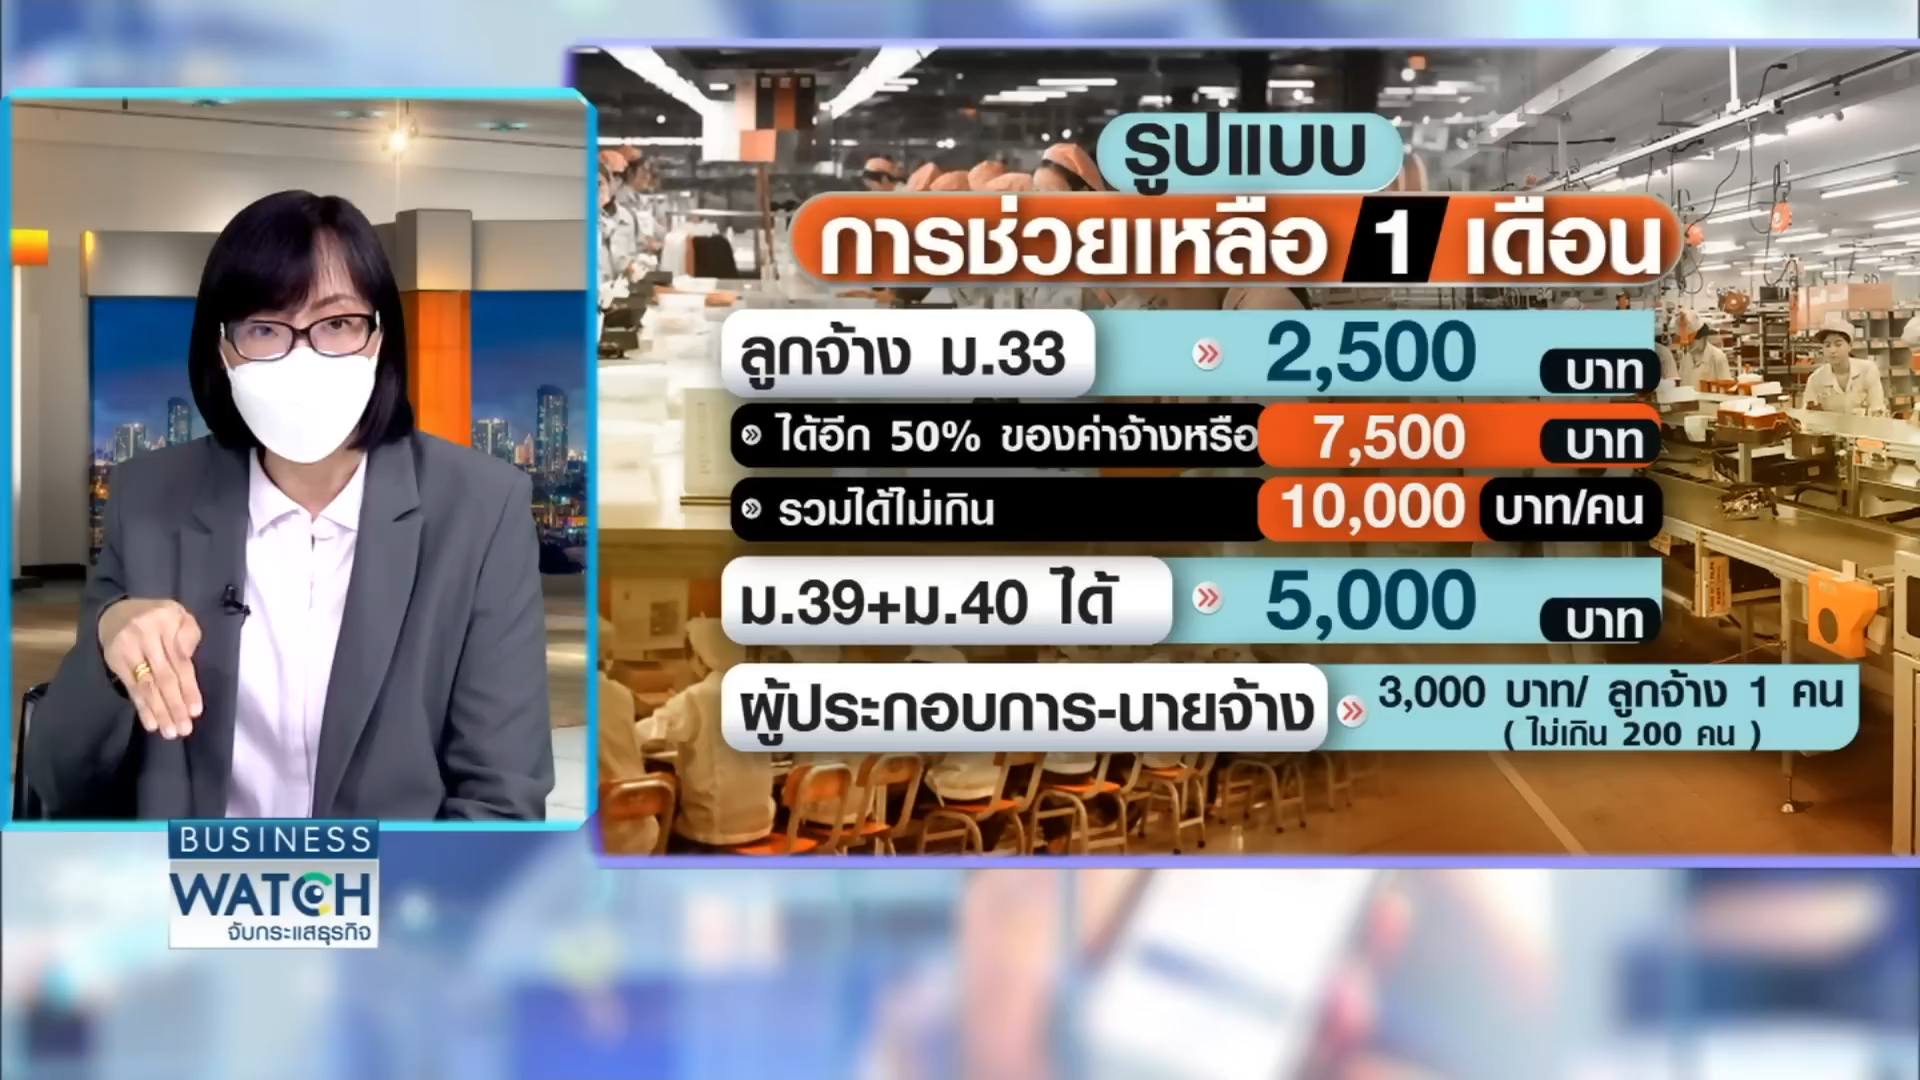 รูปแบบ
การช่วยเหลือ 1 เดือน
ลูกจ้าง ม.33 2,500 บาท
ได้อีก 50% ของค่าจ้างหรือ 7,500 บาท
รวมได้ไม่เกิน 10,000 บาท/คน
ม.39+ม.40 ได้ 5,000 บาท
ผู้ประกอบการ-นายจ้าง 3,000 บาท/ ลูกจ้าง 1 คน
( ไม่เกิน 200 คน )
BUSINESS
WATCH
จับกระแสธุรกิจ